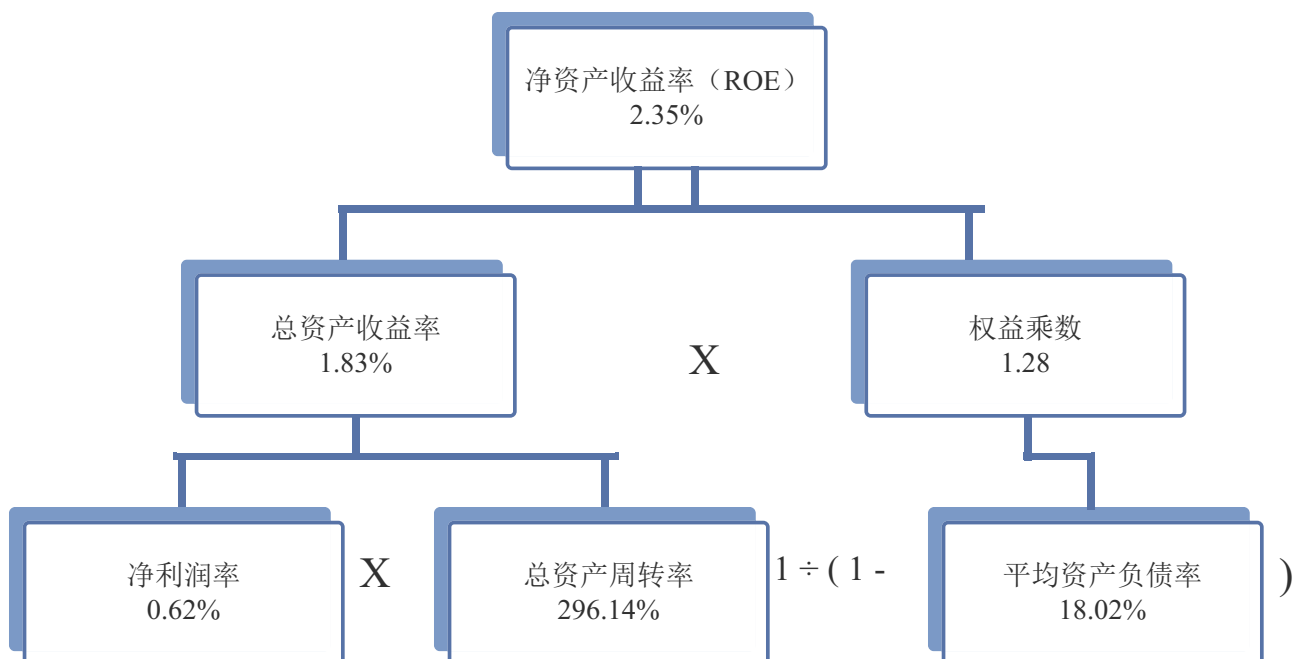 净资产收益率（ROE）
2.35%
总资产收益率
1.83%
X
权益乘数
1.28
净利润率
0.62%
X
总资产周转率
296.14%
1 ÷ ( 1 -
平均资产负债率
18.02%
)